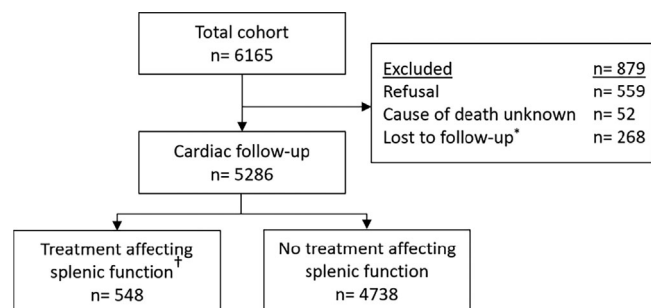 Total cohort
n= 6165
Excluded n= 879
Refusal n= 559
Cause of death unknown n= 52
Lost to follow-up* n= 268
Cardiac follow-up
n= 5286
Treatment affecting
splenic function†
n= 548
No treatment affecting
splenic function
n= 4738